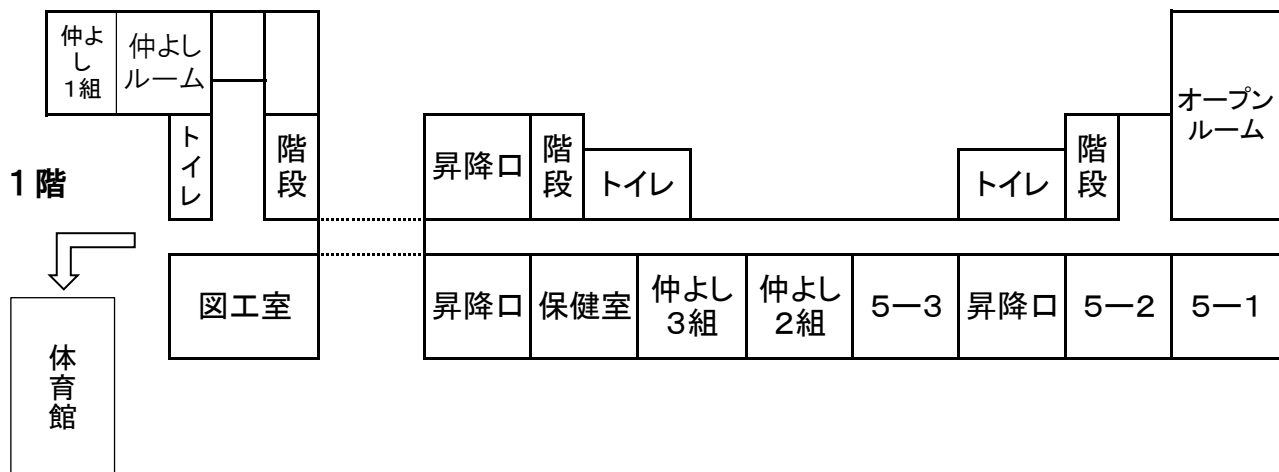 仲よ
し
１組
仲よし
ルーム
オープン
ルーム
トイレ
階段
昇降口
階段
トイレ
トイレ
階段
１階
図工室
昇降口
保健室
仲よし
３組
仲よし
２組
５ー３
昇降口
５ー２
５ー１
体育館